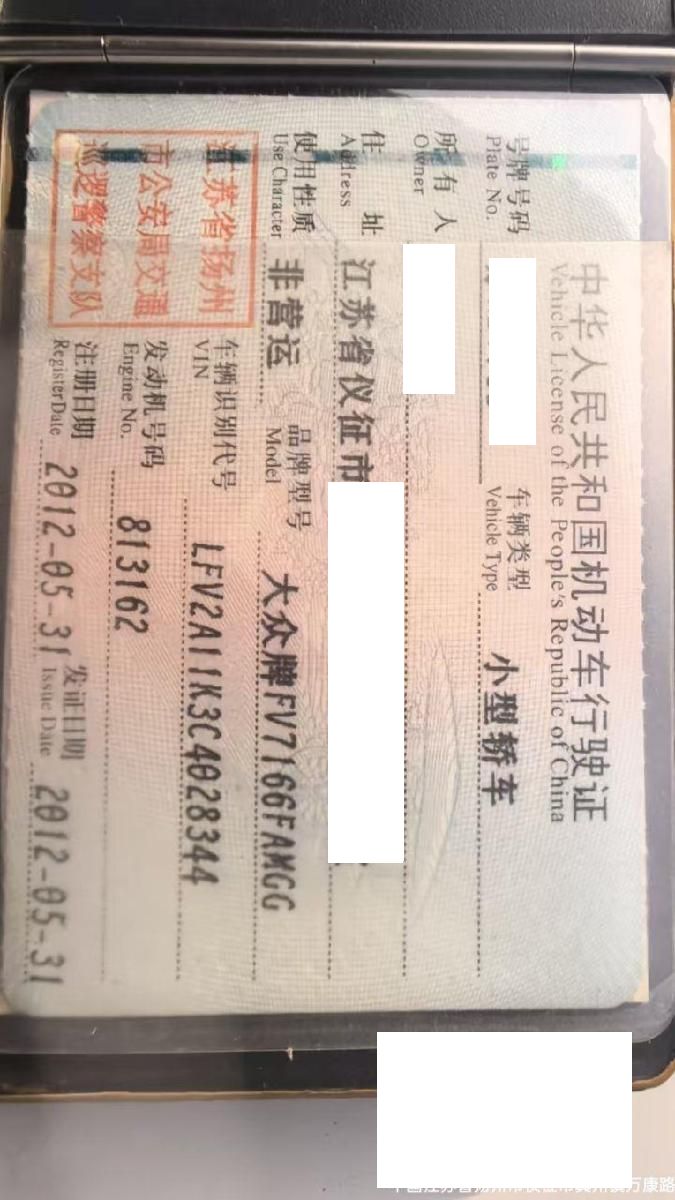 中华人民共和国机动车行驶证
Vehicle License of the People's Republic of China
号牌号码
Plate No.
车辆类型 小型轿车
Vehicle Type
所有人
Owner
住址 江苏省仪征市
Address
使用性质 非营运 品牌型号 大众牌FV7166FAMGG
Use Character Model
江苏省扬州
市公安局交通
巡逻警察支队
车辆识别代号 LFV2A11K3C4028344
VIN
发动机号码 813162
Engine No.
注册日期 2012-05-31 发证日期 2012-05-31
Register Date Issue Date